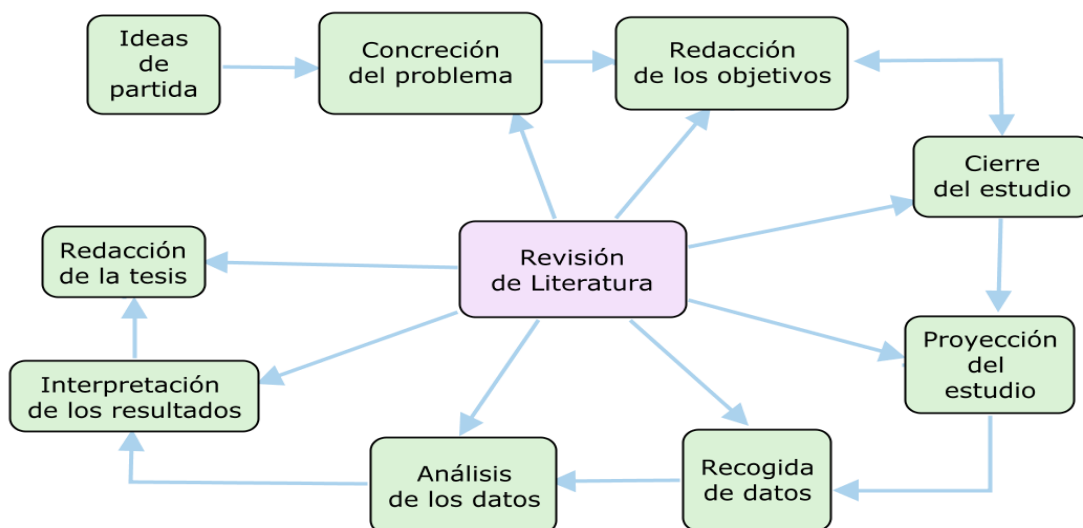 Ideas
de
partida
Concreción
del problema
Redacción
de los objetivos
Cierre
del estudio
Revisión
de Literatura
Redacción
de la tesis
Proyección
del
estudio
Interpretación
de los resultados
Análisis
de los datos
Recogida
de datos